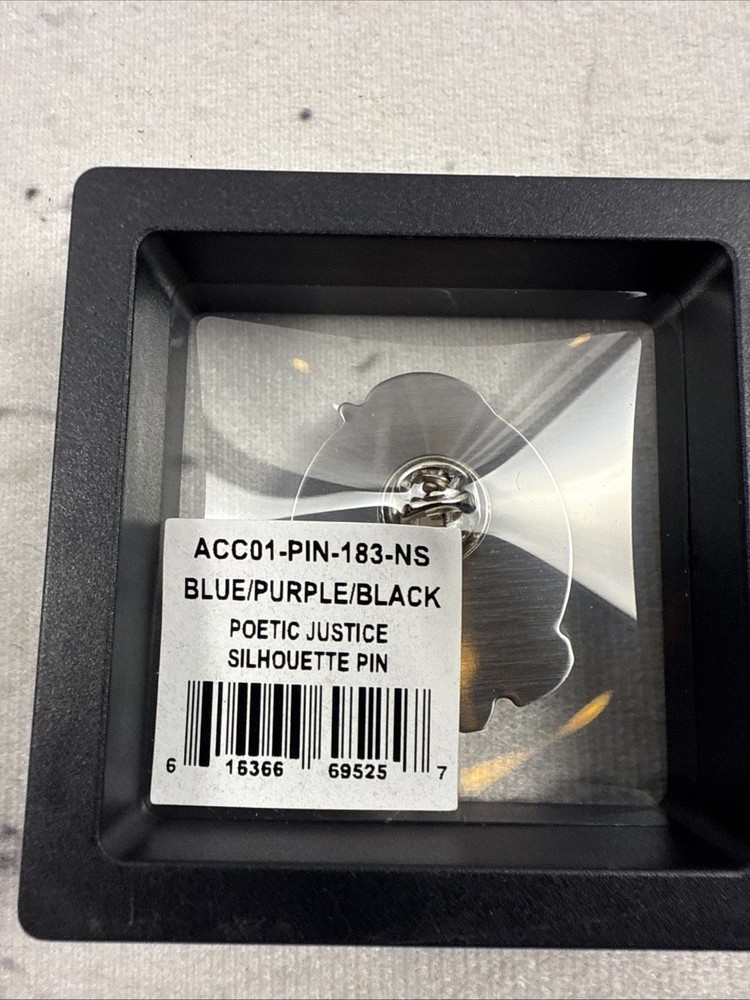 ACC01-PIN-183-NS
BLUE/PURPLE/BLACK
POETIC JUSTICE
SILHOUETTE PIN
6 16366 69525 7